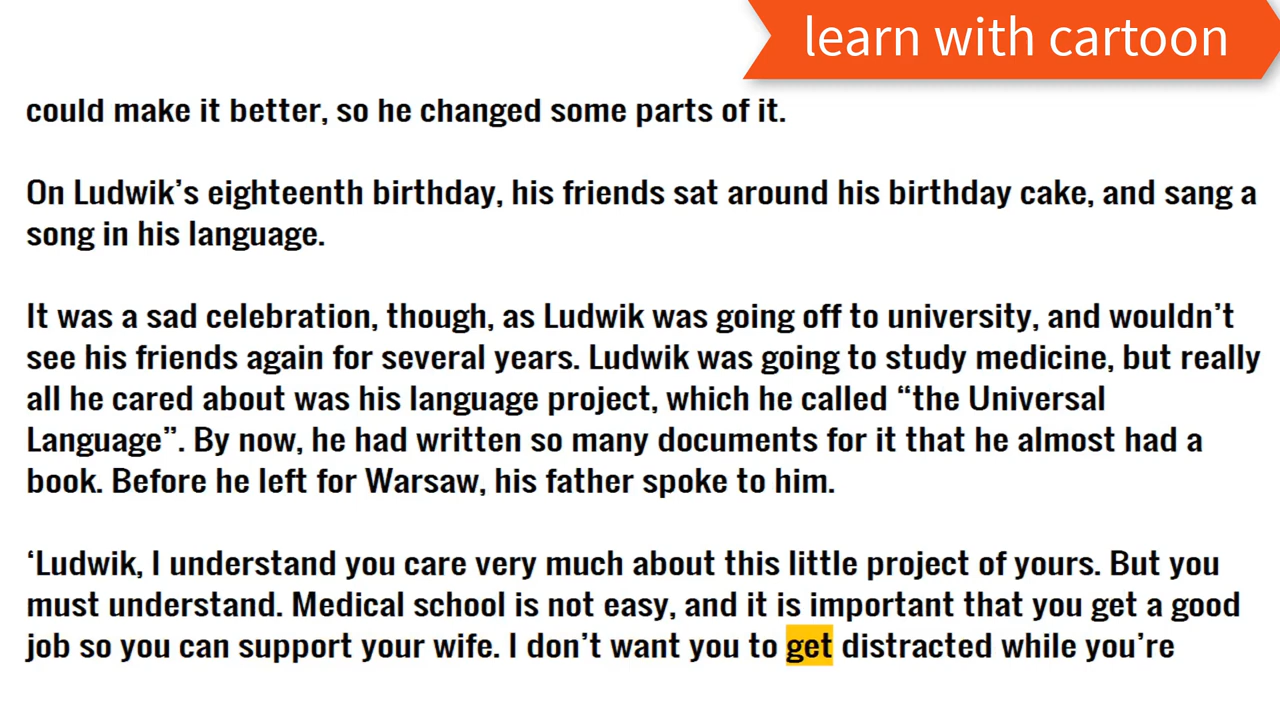 learn with cartoon
could make it better, so he changed some parts of it.
On Ludwik’s eighteenth birthday, his friends sat around his birthday cake, and sang a
song in his language.
It was a sad celebration, though, as Ludwik was going off to university, and wouldn’t
see his friends again for several years. Ludwik was going to study medicine, but really
all he cared about was his language project, which he called “the Universal
Language”. By now, he had written so many documents for it that he almost had a
book. Before he left for Warsaw, his father spoke to him.
‘Ludwik, I understand you care very much about this little project of yours. But you
must understand. Medical school is not easy, and it is important that you get a good
job so you can support your wife. I don’t want you to get distracted while you’re